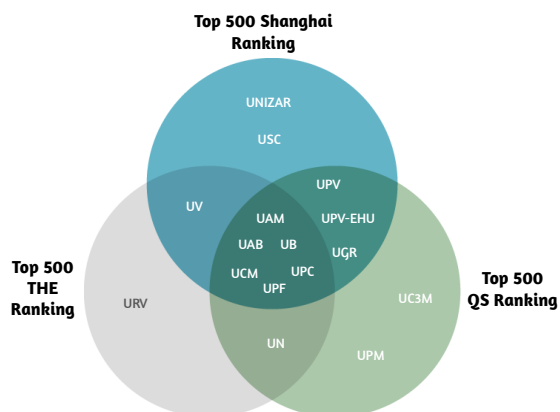 Top 500 Shanghai
Ranking
UNIZAR
USC
UPV
UV
UAM
UPV-EHU
UAB
UB
UGR
UCM
UPC
UPF
Top 500
THE
Ranking
URV
Top 500
QS Ranking
UC3M
UN
UPM